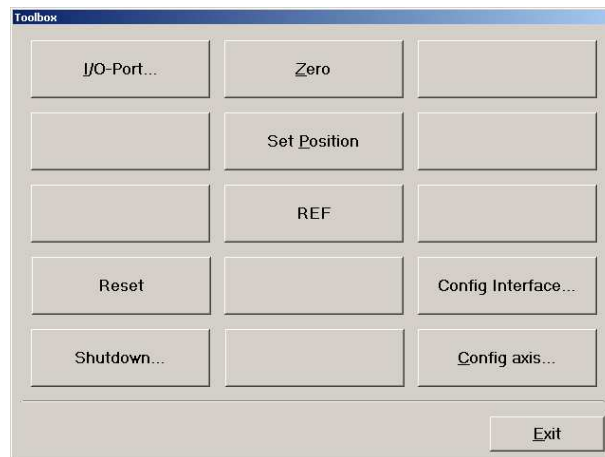 Toolbox
I/O-Port...
Zero
Set Position
REF
Reset
Config Interface...
Shutdown...
Config axis...
Exit